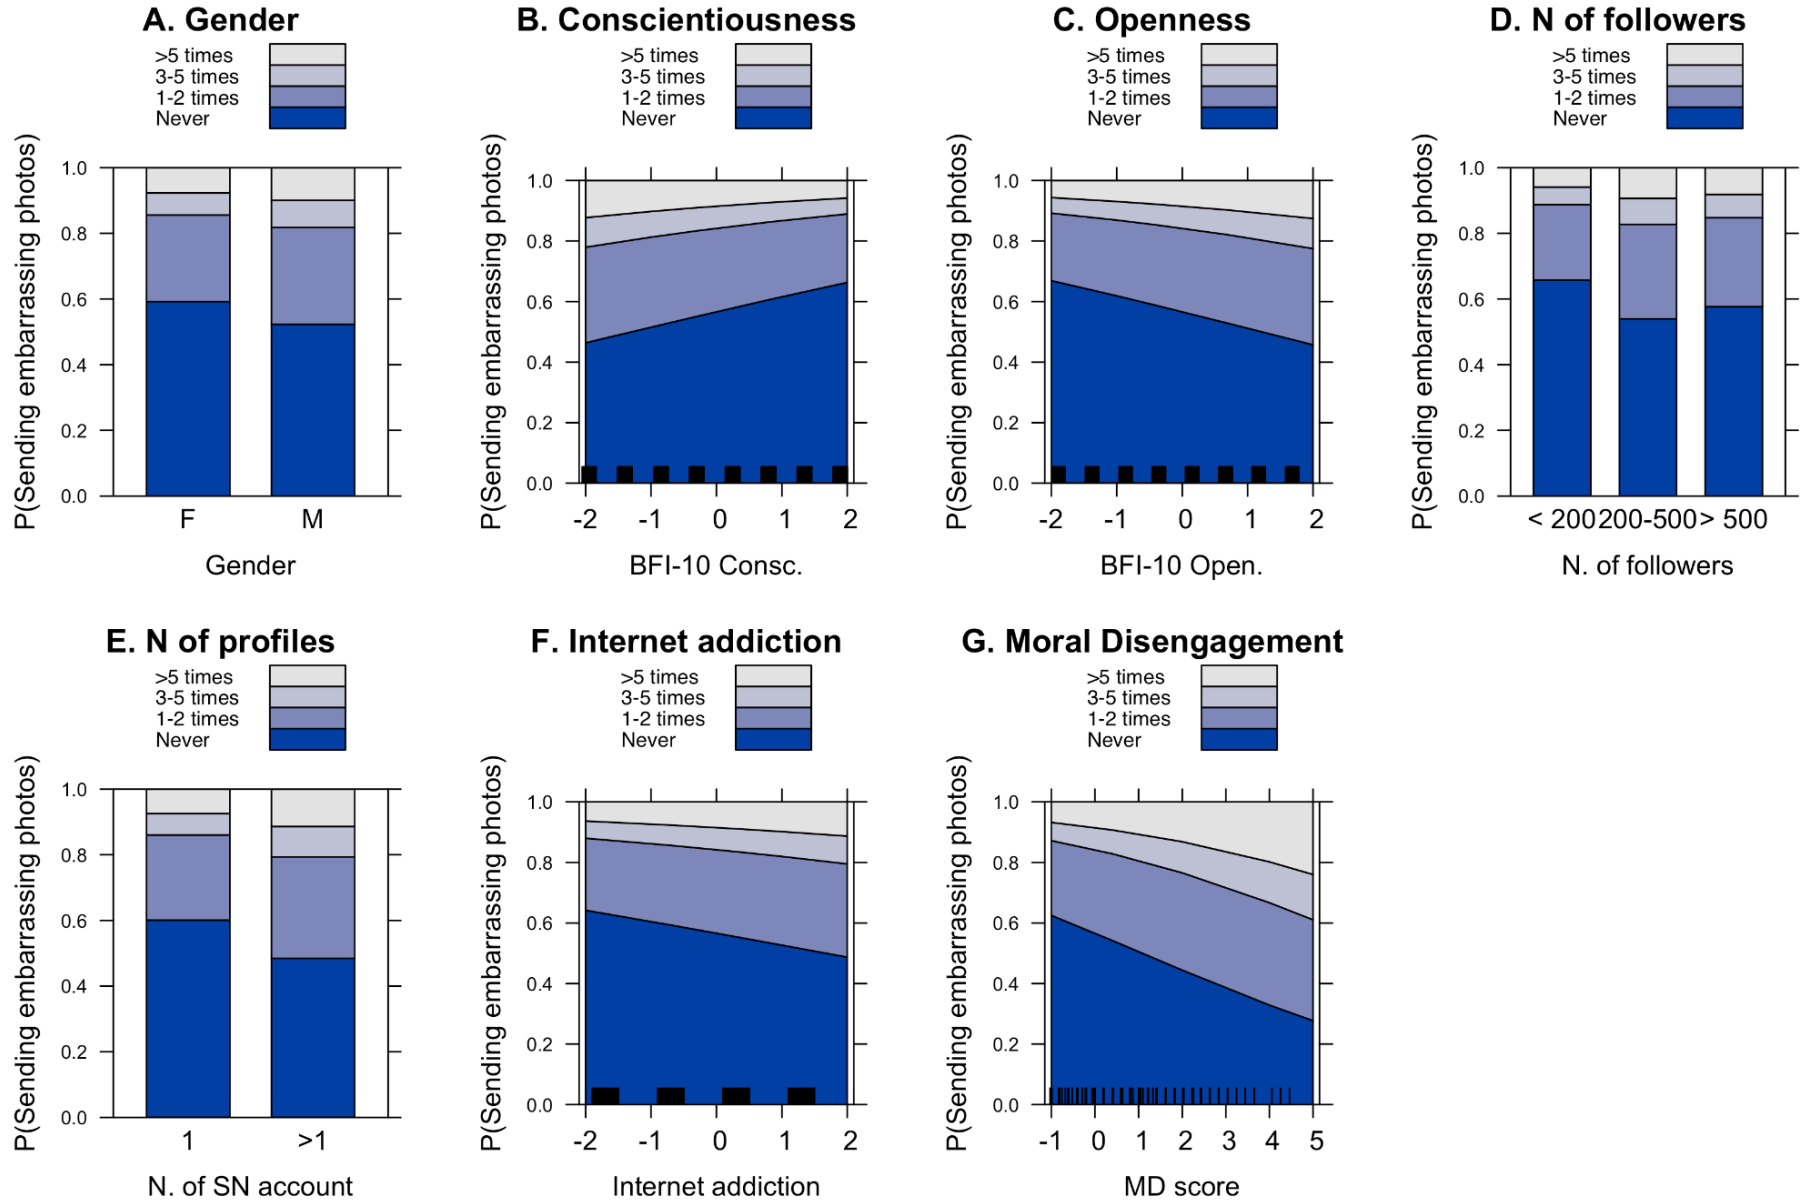 A. Gender
>5 times
3-5 times
1-2 times
Never
P(Sending embarrassing photos)
1.0
0.8
0.6
0.4
0.2
0.0
F M
Gender
B. Conscientiousness
>5 times
3-5 times
1-2 times
Never
P(Sending embarrassing photos)
1.0
0.8
0.6
0.4
0.2
0.0
-2 -1 0 1 2
BFI-10 Consc.
C. Openness
>5 times
3-5 times
1-2 times
Never
P(Sending embarrassing photos)
1.0
0.8
0.6
0.4
0.2
0.0
-2 -1 0 1 2
BFI-10 Open.
D. N of followers
>5 times
3-5 times
1-2 times
Never
P(Sending embarrassing photos)
1.0
0.8
0.6
0.4
0.2
0.0
< 200 200-500 > 500
N. of followers
E. N of profiles
>5 times
3-5 times
1-2 times
Never
P(Sending embarrassing photos)
1.0
0.8
0.6
0.4
0.2
0.0
1 >1
N. of SN account
F. Internet addiction
>5 times
3-5 times
1-2 times
Never
P(Sending embarrassing photos)
1.0
0.8
0.6
0.4
0.2
0.0
-2 -1 0 1 2
Internet addiction
G. Moral Disengagement
>5 times
3-5 times
1-2 times
Never
P(Sending embarrassing photos)
1.0
0.8
0.6
0.4
0.2
0.0
-1 0 1 2 3 4 5
MD score